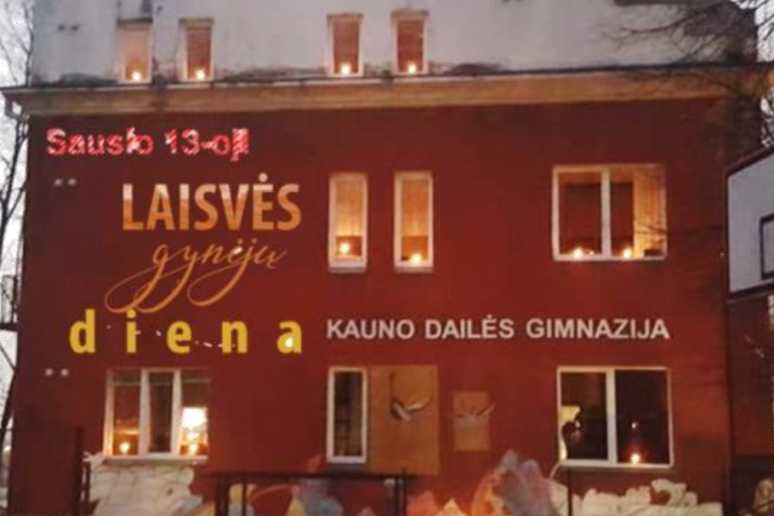 Sausio 13-oji
LAISVĖS
gynėjų
diena
KAUNO DAILĖS GIMNAZIJA